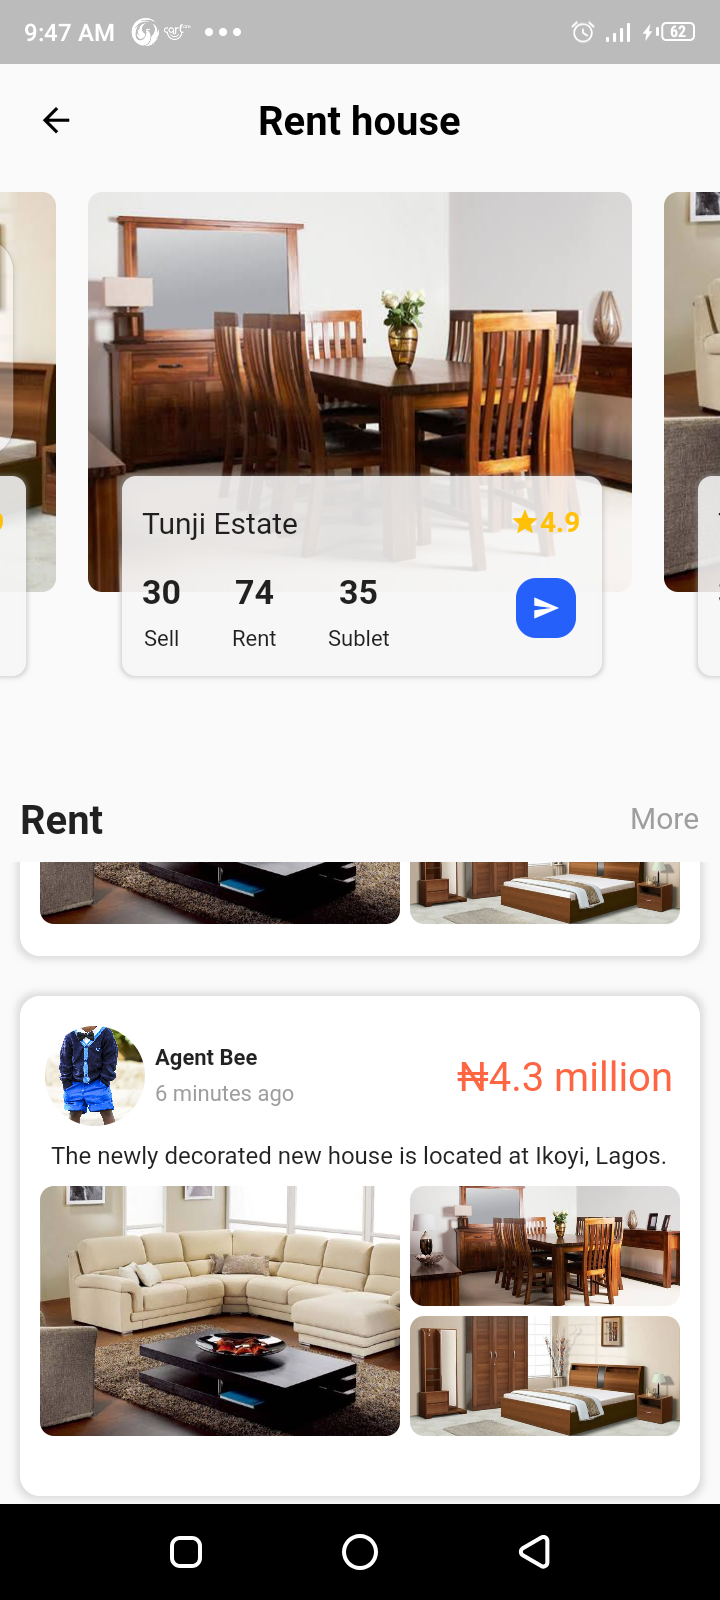 9:47 AM
62
Rent house
Tunji Estate
4.9
30 74 35
Sell Rent Sublet
Rent
More
Agent Bee
6 minutes ago
₦4.3 million
The newly decorated new house is located at Ikoyi, Lagos.